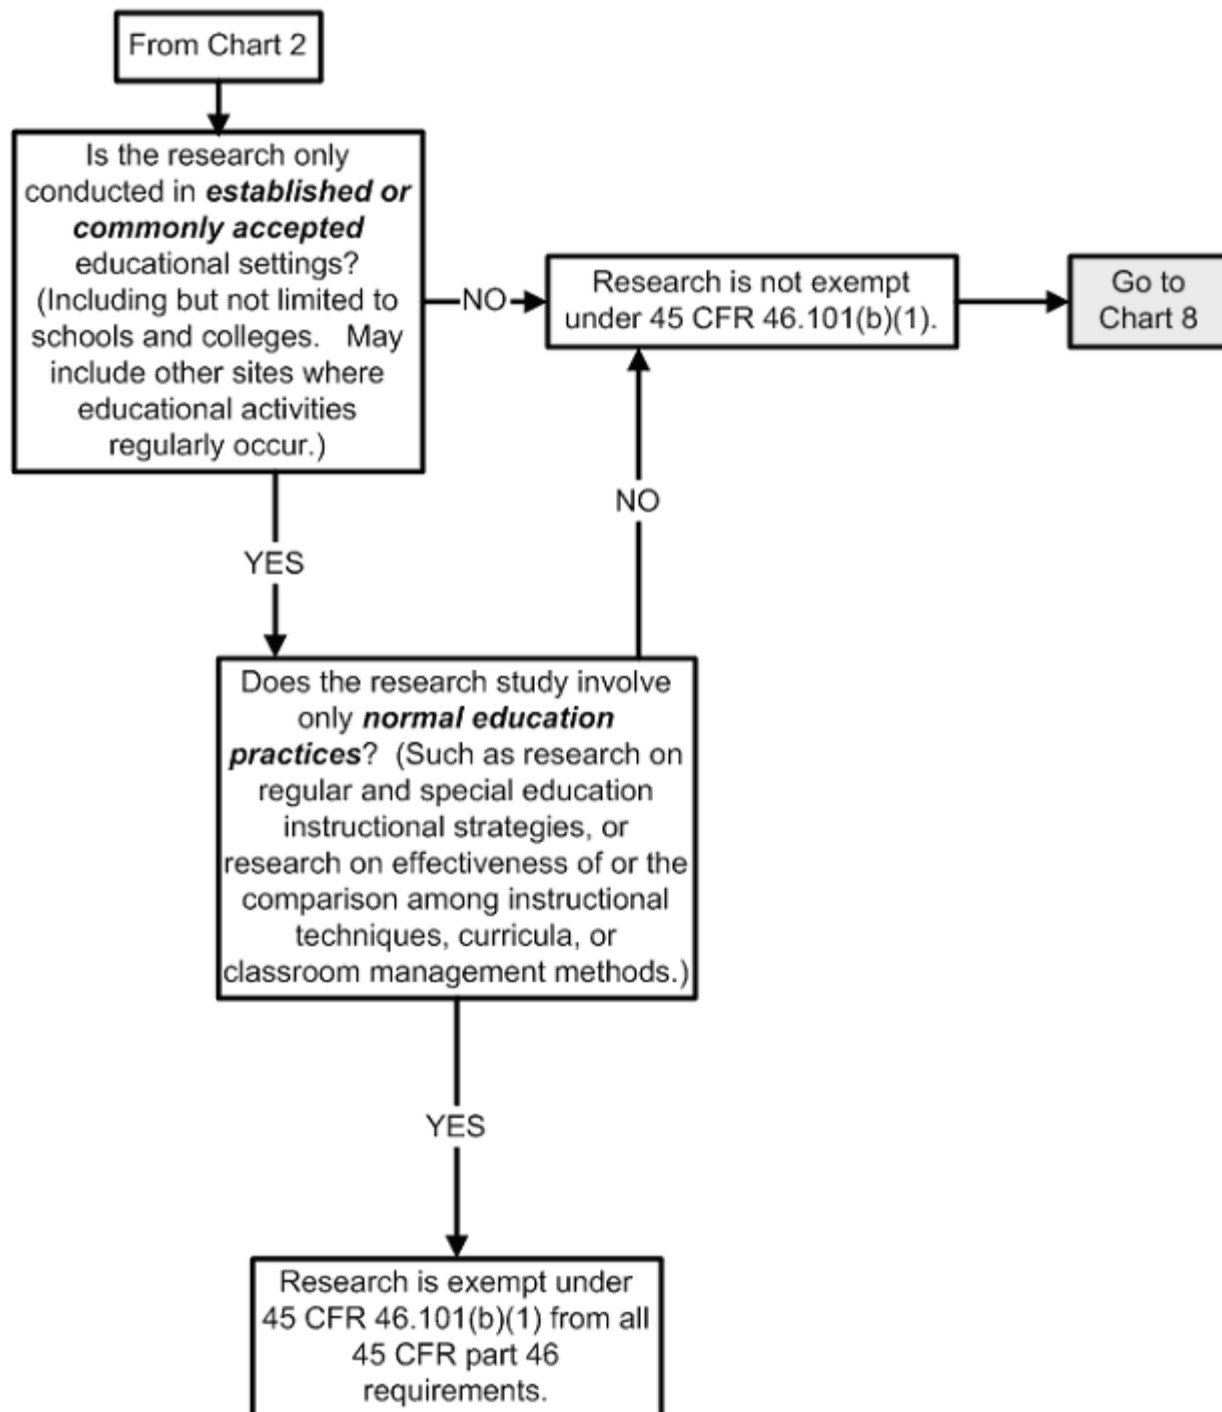 From Chart 2
Is the research only
conducted in established or
commonly accepted
educational settings?
(Including but not limited to
schools and colleges.   May
include other sites where
educational activities
regularly occur.)
NO
Research is not exempt
under 45 CFR 46.101(b)(1).
Go to
Chart 8
YES
NO
Does the research study involve
only normal education
practices?  (Such as research on
regular and special education
instructional strategies, or
research on effectiveness of or the
comparison among instructional
techniques, curricula, or
classroom management methods.)
YES
Research is exempt under
45 CFR 46.101(b)(1) from all
45 CFR part 46
requirements.